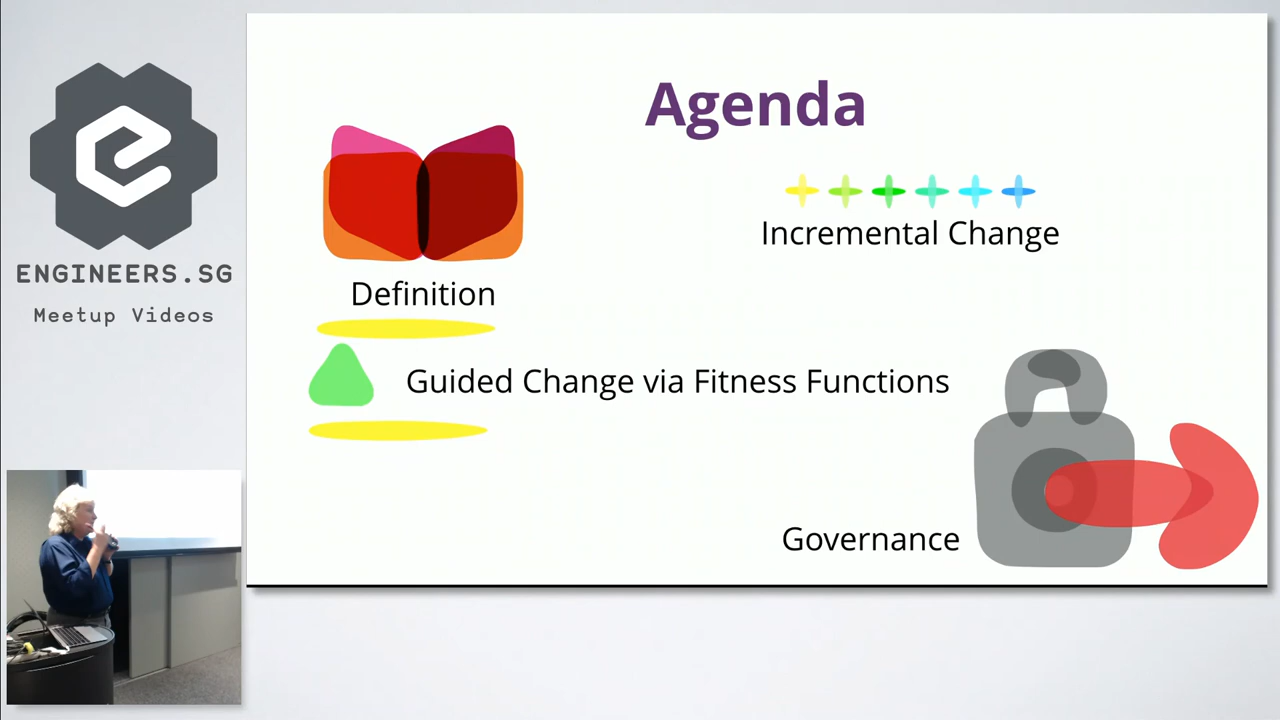 ENGINEERS.SG
Meetup Videos
Agenda
Incremental Change
Definition
Guided Change via Fitness Functions
Governance